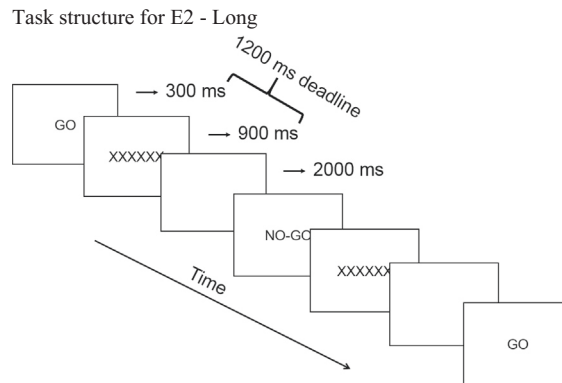 Task structure for E2 - Long
1200 ms deadline
→ 300 ms
GO
→ 900 ms
XXXXXX
→ 2000 ms
NO-GO
XXXXXX
Time
GO